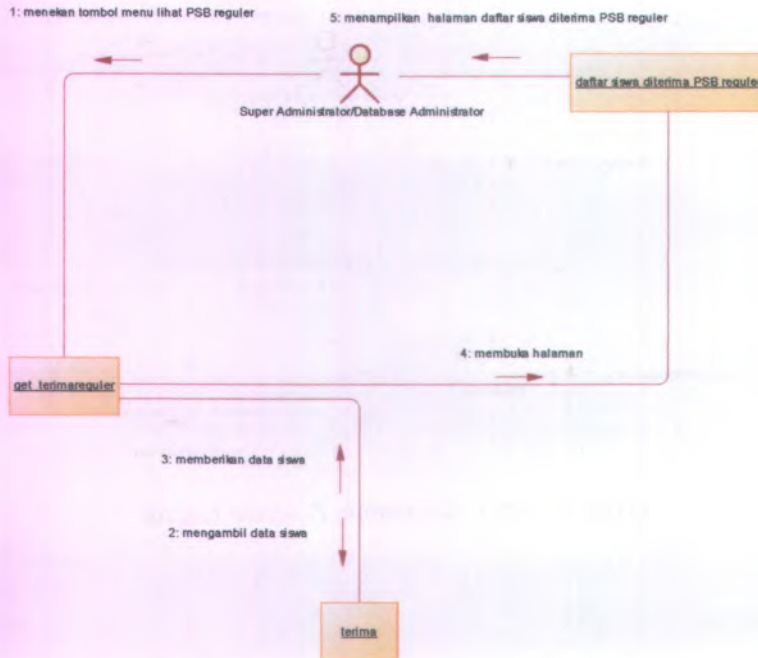 1: menekan tombol menu lihat PSB reguler
5: menampilkan halaman daftar siswa diterima PSB reguler
daftar siswa diterima PSB reguler
Super Administrator/Database Administrator
4: membuka halaman
get_terimareguler
3: memberikan data siswa
2: mengambil data siswa
terima